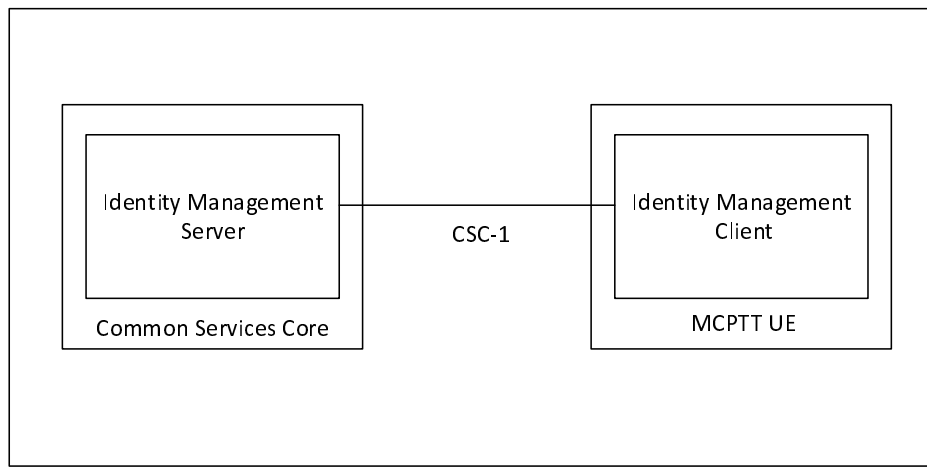 Identity Management
Server
Common Services Core
CSC-1
Identity Management
Client
MCPTT UE